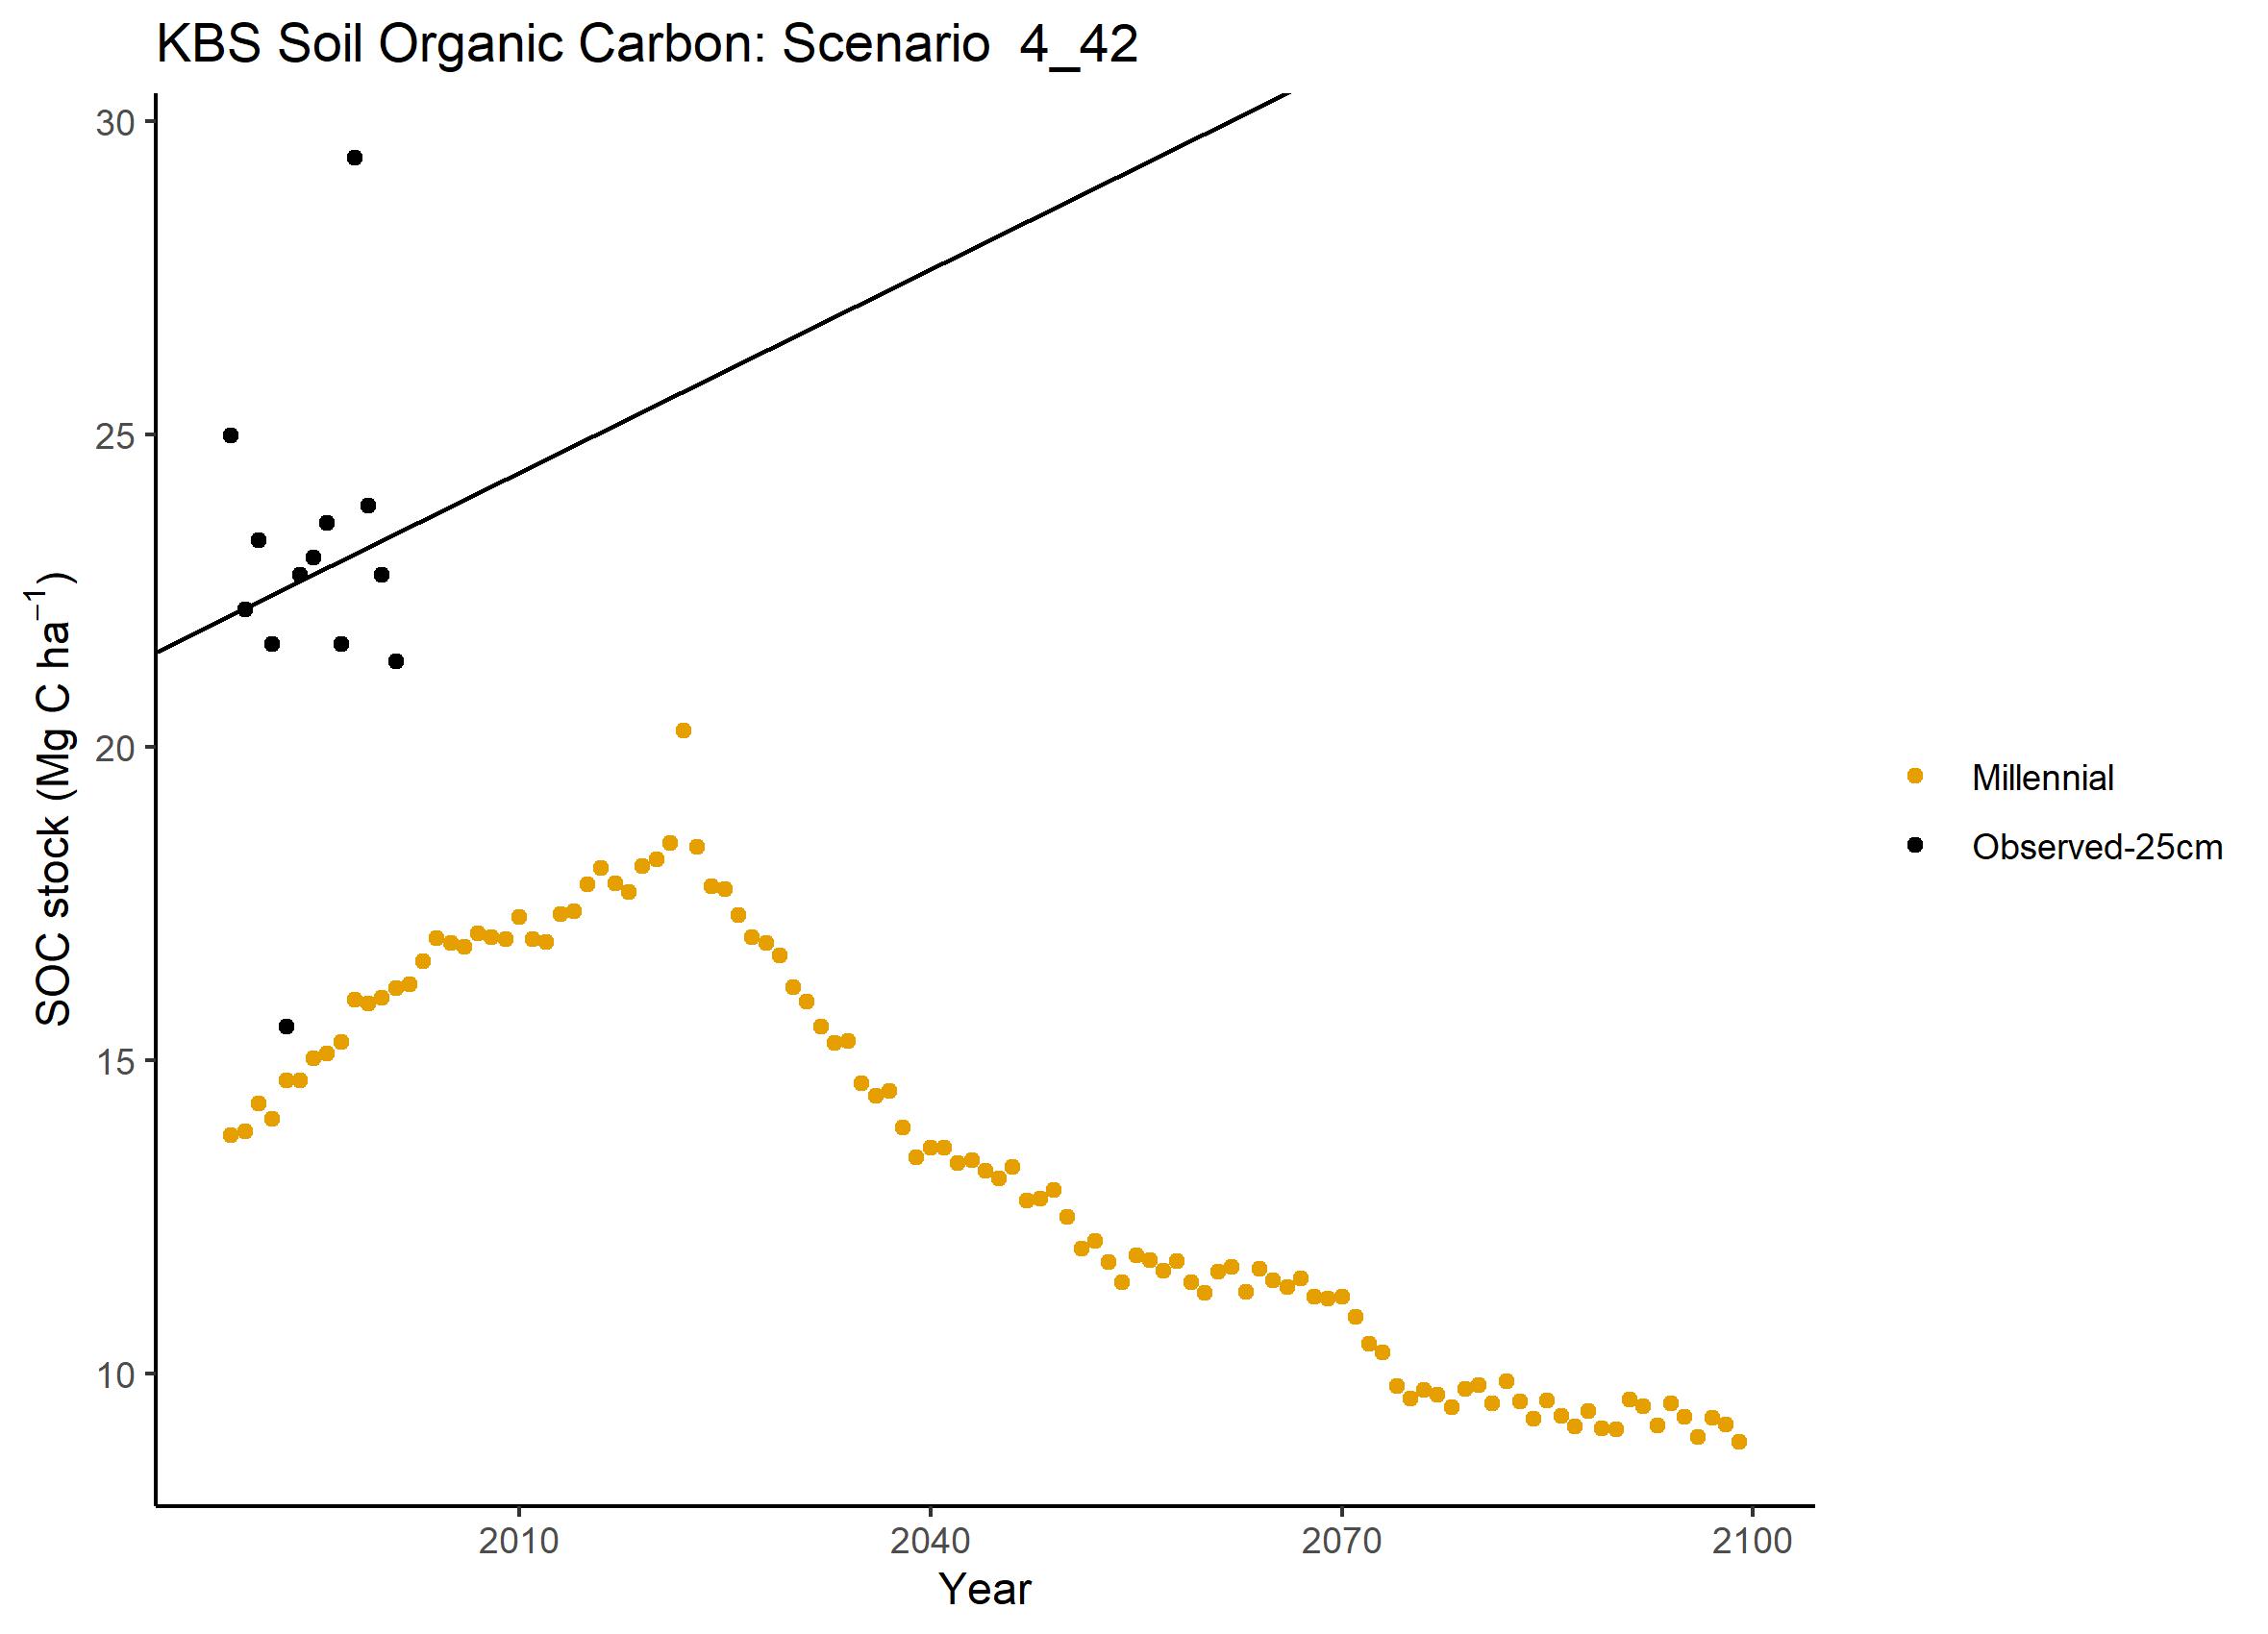 KBS Soil Organic Carbon: Scenario  4_42
30
25
20
15
10
SOC stock (Mg C ha⁻¹)
2010 2040 2070 2100
Year
Millennial
Observed-25cm